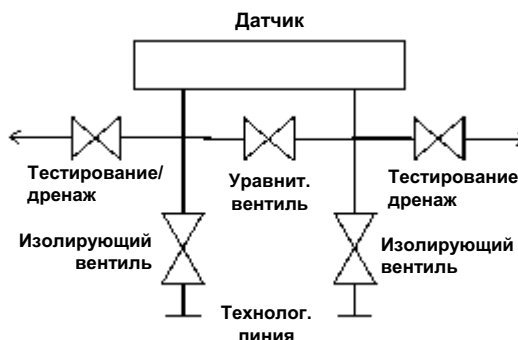 Датчик
Тестирование/
дренаж
Уравнит.
вентиль
Тестирование
дренаж
Изолирующий
вентиль
Изолирующий
вентиль
Технолог.
линия